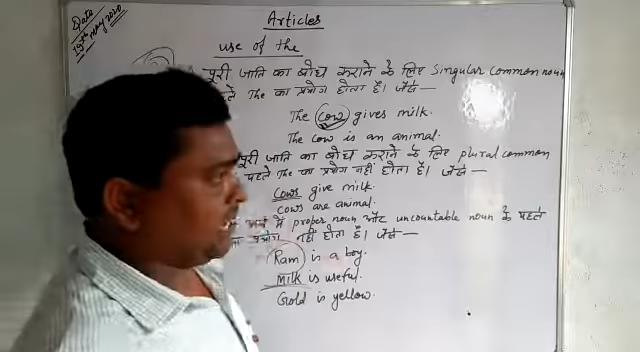 Date
19th May 2020
Articles
use of the
पूरी जाति का बोध कराने के लिए Singular common noun
पहले The का प्रयोग होता है। जैसे —
The cow gives milk.
The cow is an animal.
पूरी जाति का बोध कराने के लिए plural common
पहले The का प्रयोग नहीं होता है। जैसे —
Cows give milk.
Cows are animal.
अर्थ में proper noun और uncountable noun के पहले
प्रयोग नहीं होता है। जैसे —
Ram is a boy.
Milk is useful.
Gold is yellow.